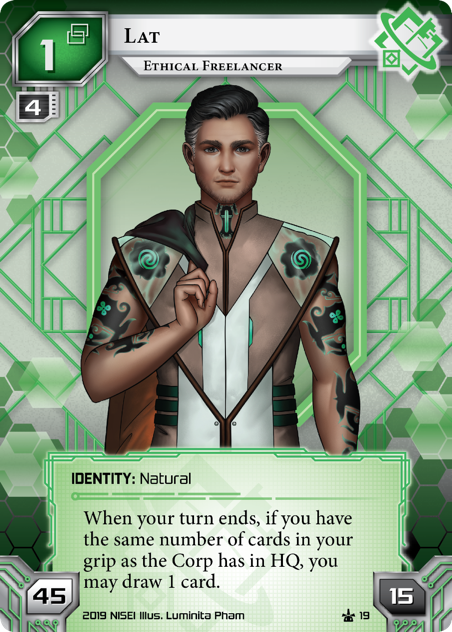 1
Lat
Ethical Freelancer
4
IDENTITY: Natural
When your turn ends, if you have
the same number of cards in your
grip as the Corp has in HQ, you
may draw 1 card.
45
15
2019 NISEI Illus. Luminita Pham
19